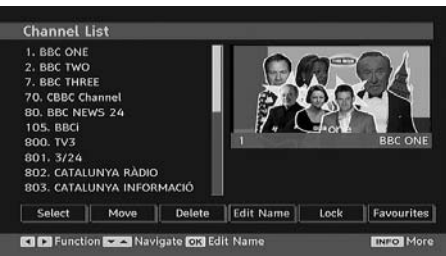 Channel List
1. BBC ONE
2. BBC TWO
7. BBC THREE
70. CBBC Channel
80. BBC NEWS 24
105. BBCi
800. TV3
801. 3/24
802. CATALUNYA RÀDIO
803. CATALUNYA INFORMACIÓ
1 BBC ONE
Select Move Delete Edit Name Lock Favourites
Function Navigate OK Edit Name INFO More